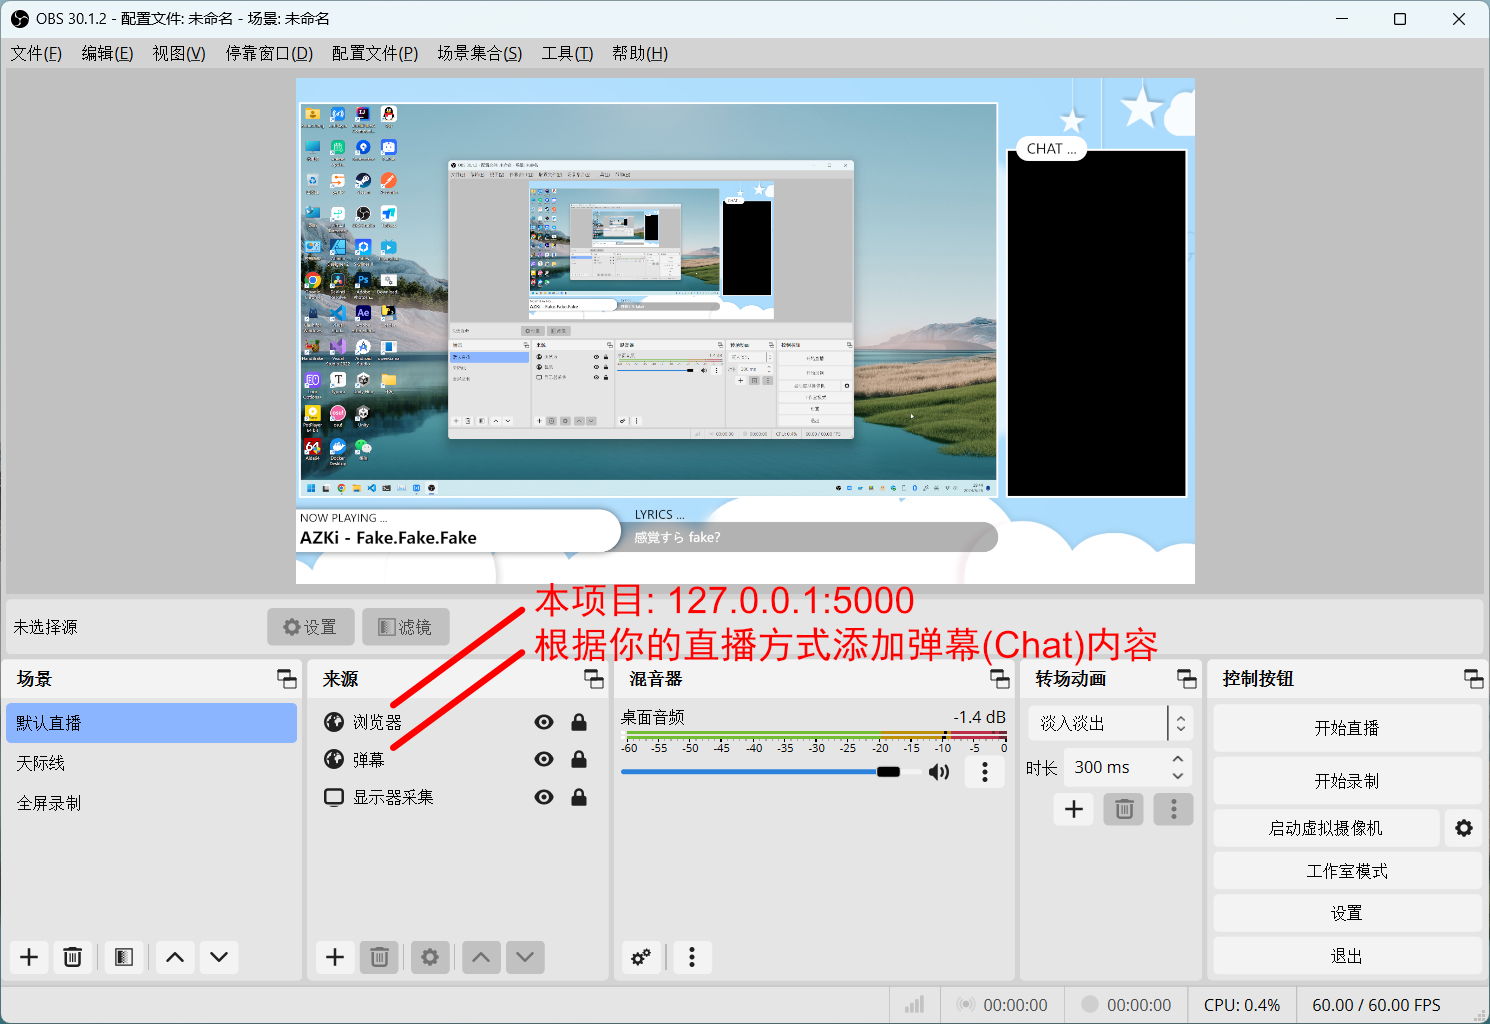 OBS 30.1.2 - 配置文件: 未命名 - 场景: 未命名
文件(F) 编辑(E) 视图(V) 停靠窗口(D) 配置文件(P) 场景集合(S) 工具(T) 帮助(H)
CHAT ...
NOW PLAYING ...
AZKi - Fake.Fake.Fake
LYRICS ...
感覚すら fake?
本项目: 127.0.0.1:5000
根据你的直播方式添加弹幕(Chat)内容
未选择源 设置 滤镜
场景
默认直播
天际线
全屏录制
来源
浏览器
弹幕
显示器采集
混音器
桌面音频 -1.4 dB
-60 -55 -50 -45 -40 -35 -30 -25 -20 -15 -10 -5 0
转场动画
淡入淡出
时长 300 ms
控制按钮
开始直播
开始录制
启动虚拟摄像机
工作室模式
设置
退出
00:00:00 00:00:00 CPU: 0.4% 60.00 / 60.00 FPS